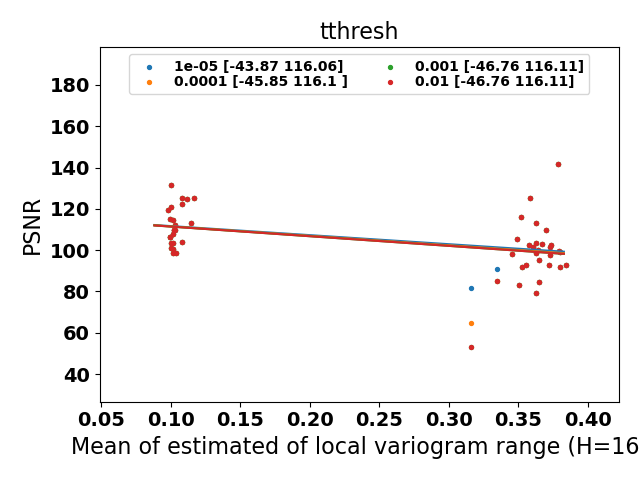 tthresh
1e-05 [-43.87 116.06]
0.0001 [-45.85 116.1 ]
0.001 [-46.76 116.11]
0.01 [-46.76 116.11]
PSNR
180
160
140
120
100
80
60
40
0.05 0.10 0.15 0.20 0.25 0.30 0.35 0.40
Mean of estimated of local variogram range (H=16